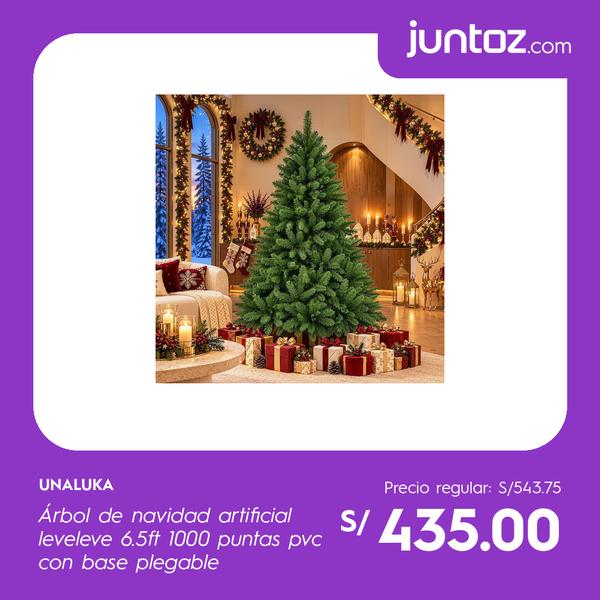 juntoz.com
UNALUKA
Árbol de navidad artificial
leveleve 6.5ft 1000 puntas pvc
con base plegable
Precio regular: S/543.75
S/ 435.00